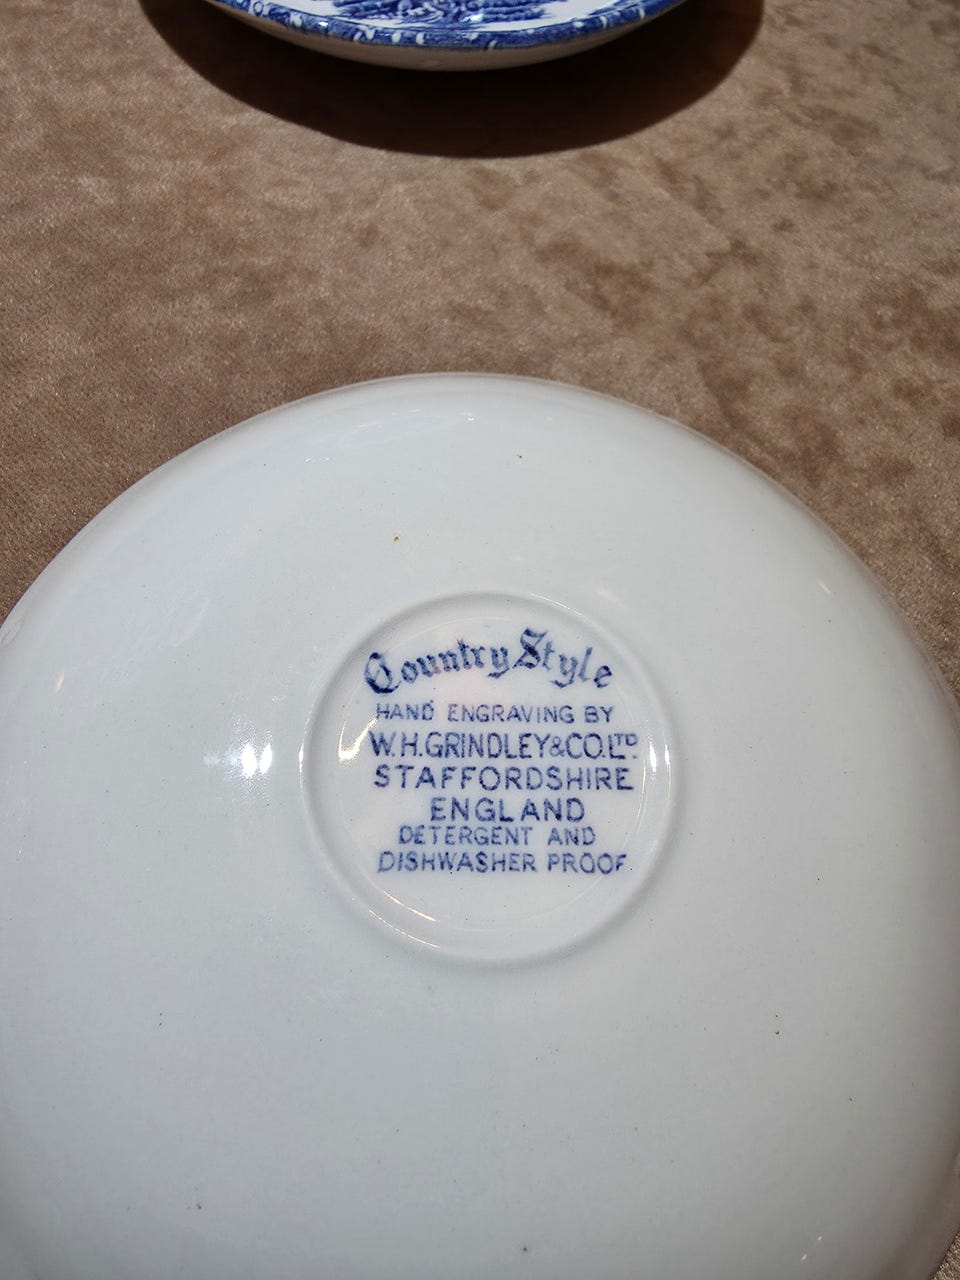 Country Style
HAND ENGRAVING BY
W.H.GRINDLEY&CO.LTD
STAFFORDSHIRE
ENGLAND
DETERGENT AND
DISHWASHER PROOF